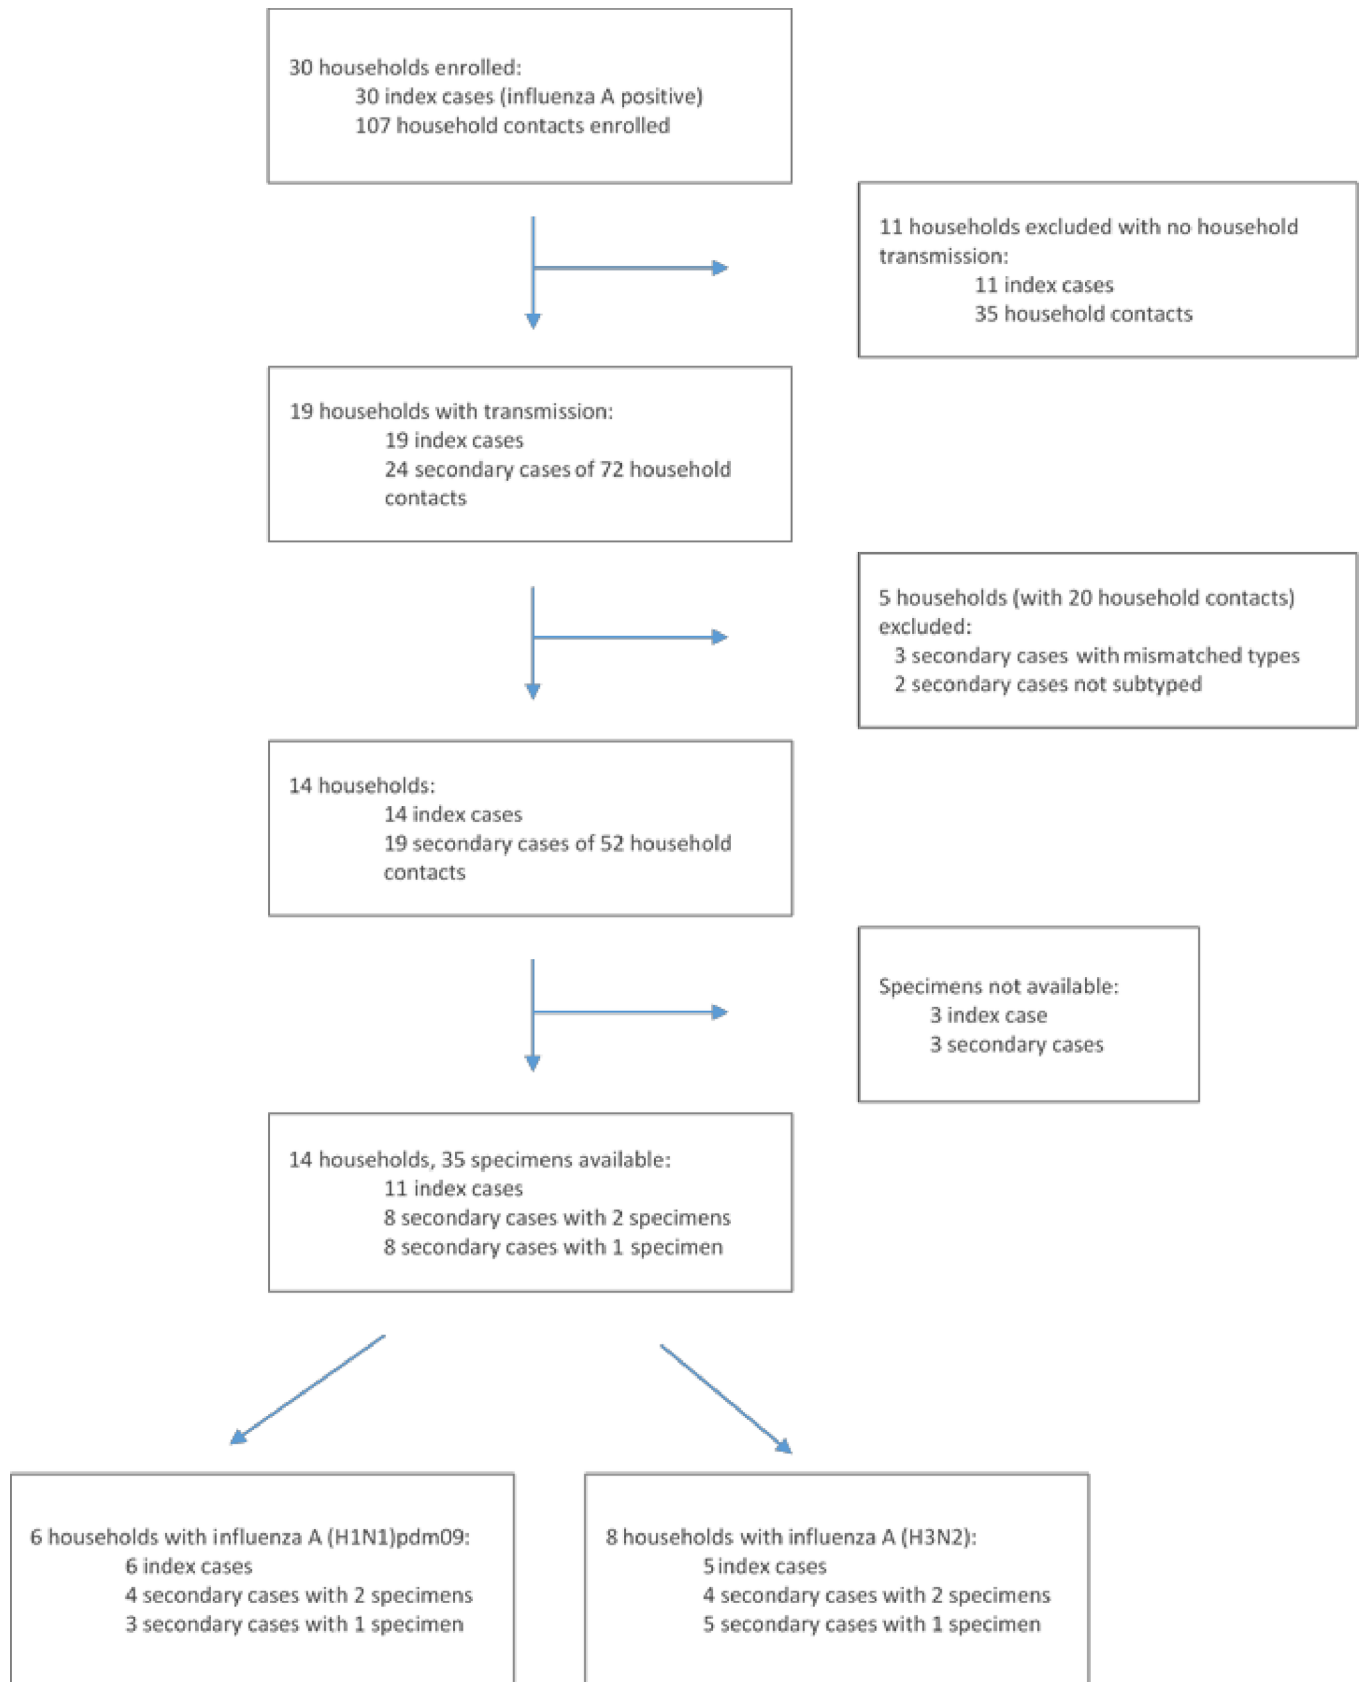 30 households enrolled:
30 index cases (influenza A positive)
107 household contacts enrolled
11 households excluded with no household
transmission:
11 index cases
35 household contacts
19 households with transmission:
19 index cases
24 secondary cases of 72 household
contacts
5 households (with 20 household contacts)
excluded:
3 secondary cases with mismatched types
2 secondary cases not subtyped
14 households:
14 index cases
19 secondary cases of 52 household
contacts
Specimens not available:
3 index case
3 secondary cases
14 households, 35 specimens available:
11 index cases
8 secondary cases with 2 specimens
8 secondary cases with 1 specimen
6 households with influenza A (H1N1)pdm09:
6 index cases
4 secondary cases with 2 specimens
3 secondary cases with 1 specimen
8 households with influenza A (H3N2):
5 index cases
4 secondary cases with 2 specimens
5 secondary cases with 1 specimen